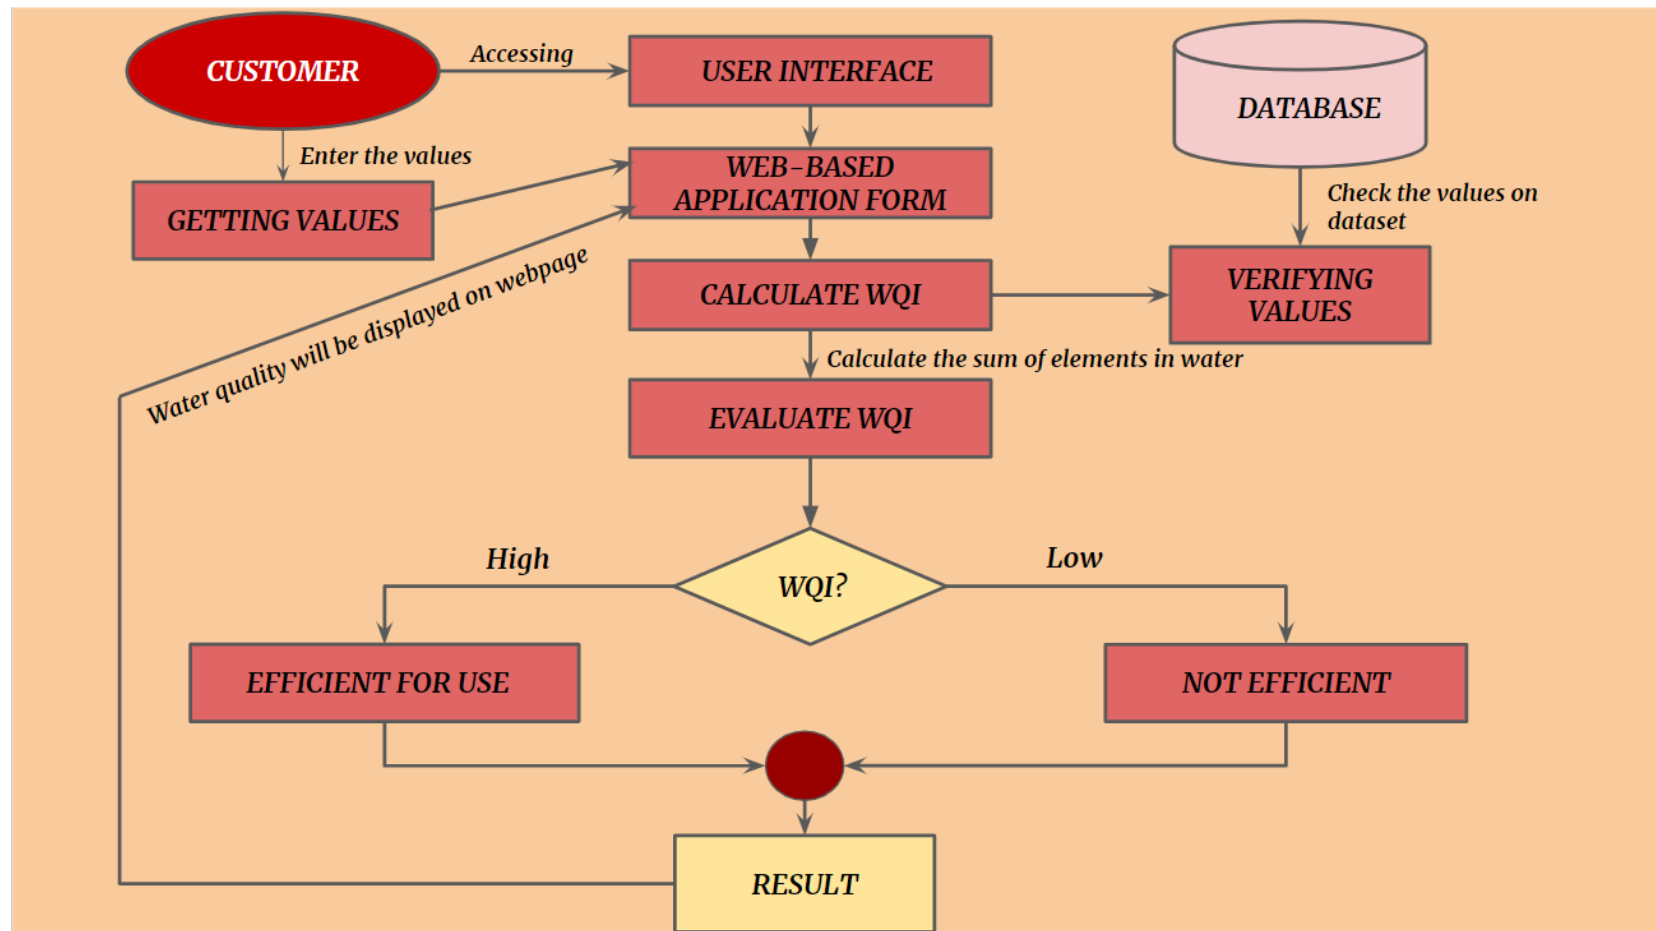 CUSTOMER
Accessing
USER INTERFACE
DATABASE
Enter the values
GETTING VALUES
WEB-BASED
APPLICATION FORM
Check the values on
dataset
Water quality will be displayed on webpage
CALCULATE WQI
VERIFYING
VALUES
Calculate the sum of elements in water
EVALUATE WQI
High
WQI?
Low
EFFICIENT FOR USE
NOT EFFICIENT
RESULT